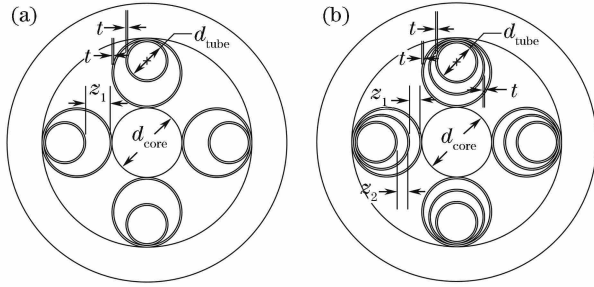 (a)
t
t
d_tube
z_1
d_core
(b)
t
t
d_tube
t
z_1
d_core
z_2